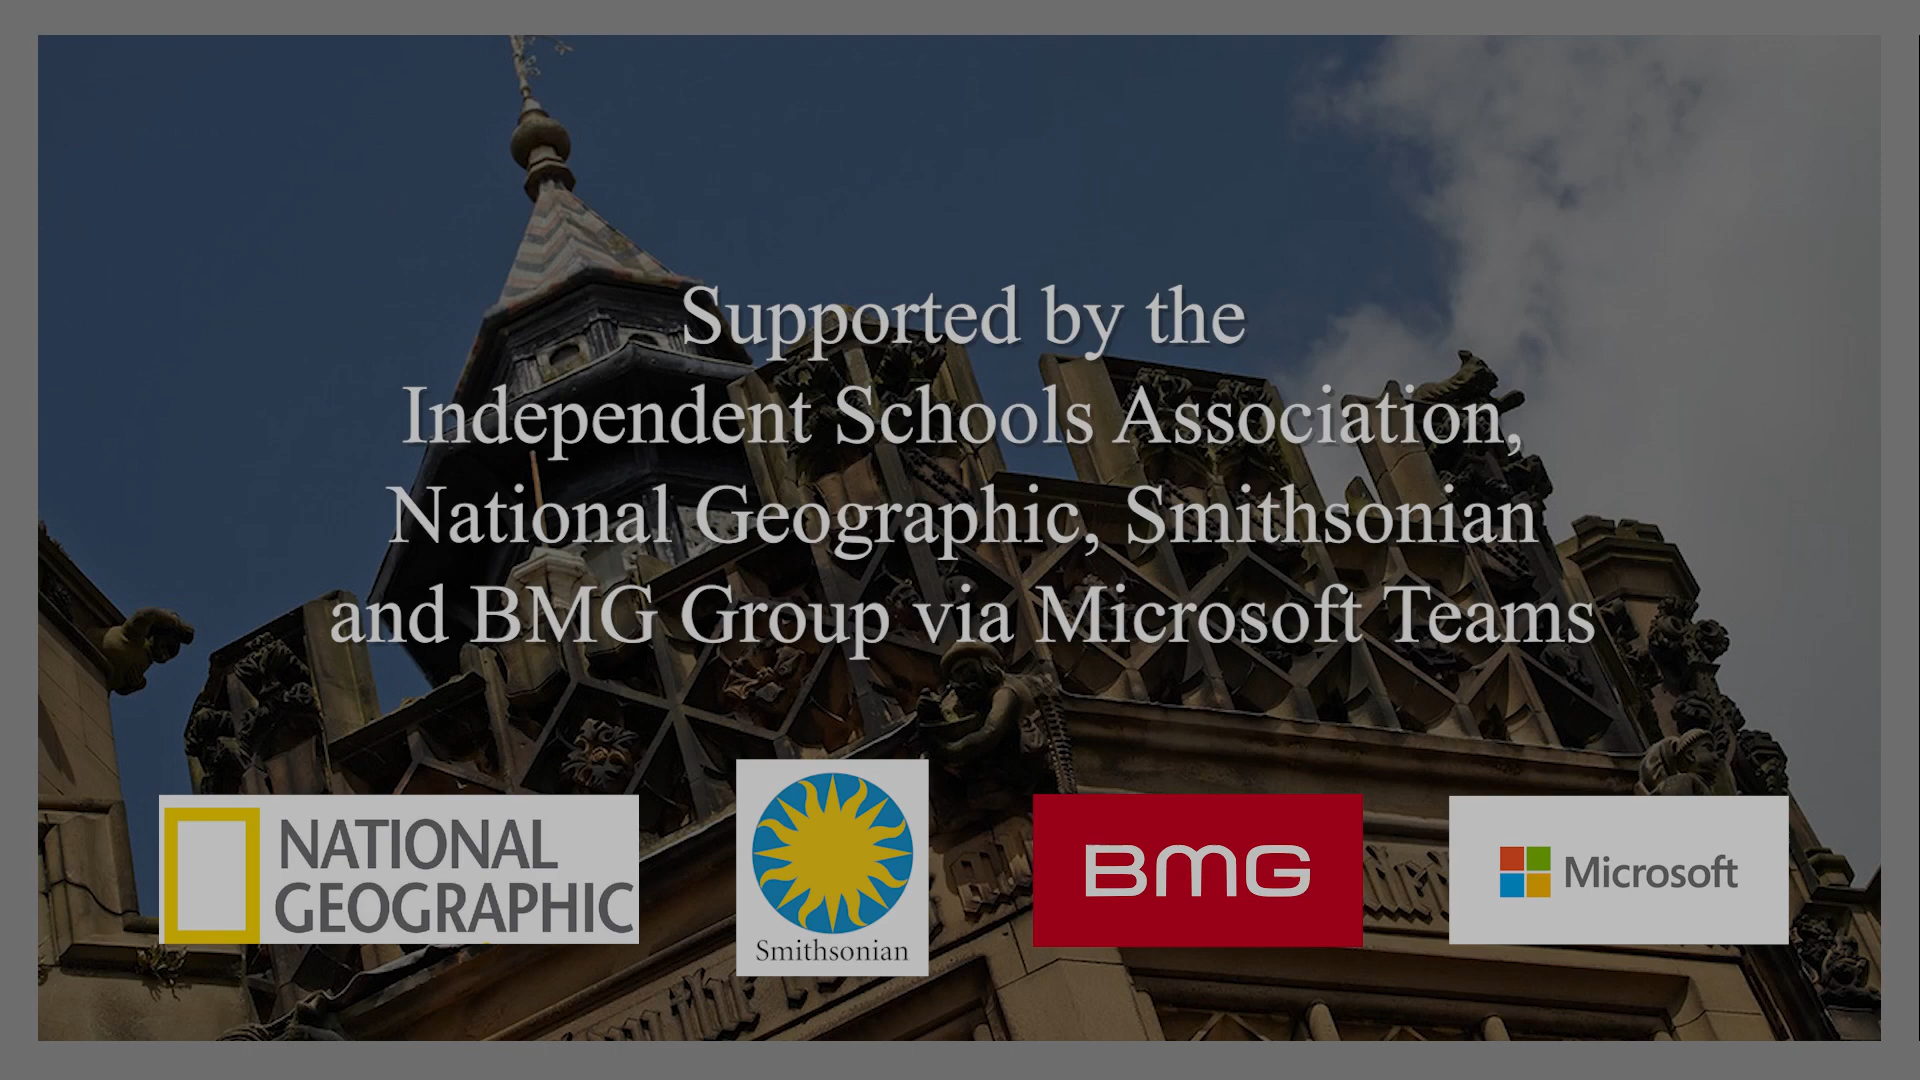 Supported by the
Independent Schools Association,
National Geographic, Smithsonian
and BMG Group via Microsoft Teams
NATIONAL
GEOGRAPHIC
Smithsonian
BMG
Microsoft